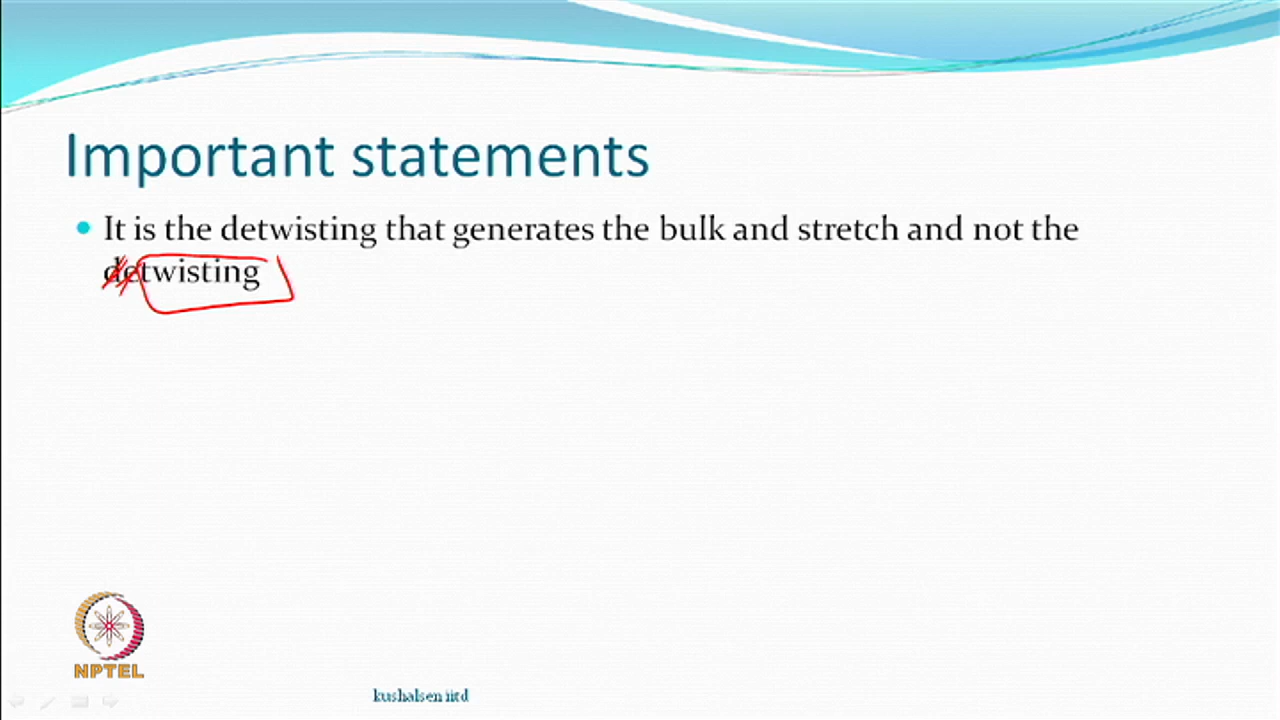 Important statements
It is the detwisting that generates the bulk and stretch and not the
detwisting
NPTEL
kushalsen iitd